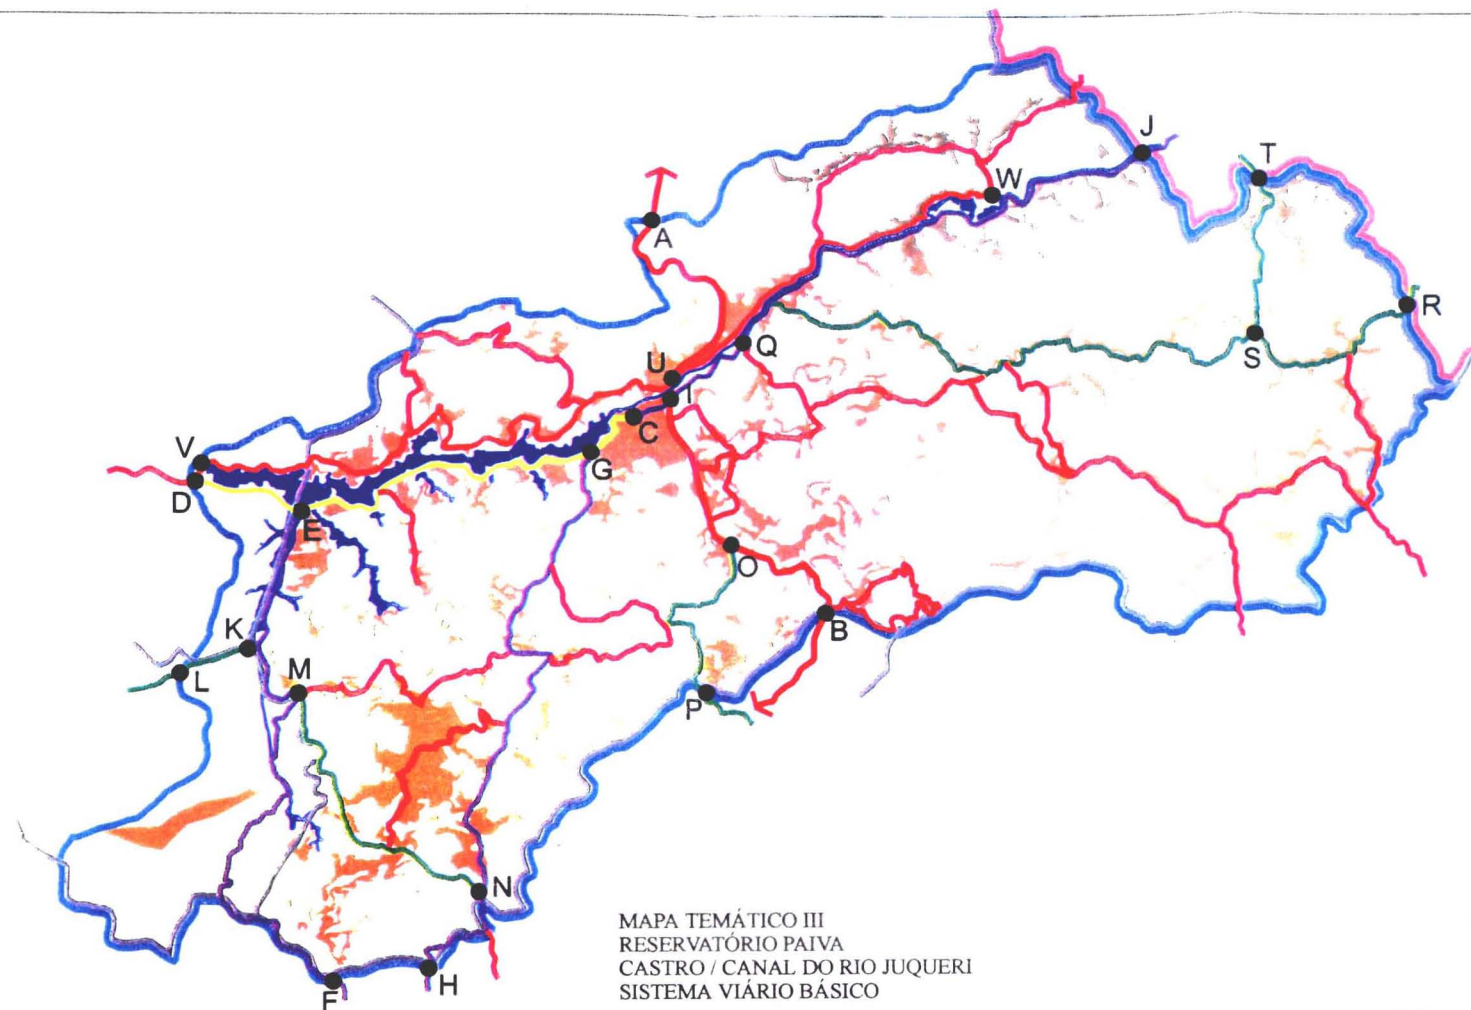 J
T
W
A
R
Q
S
U
I
C
V
G
D
E
O
B
K
M
L
P
N
MAPA TEMÁTICO III
RESERVATÓRIO PAIVA
CASTRO / CANAL DO RIO JUQUERI
SISTEMA VIÁRIO BÁSICO
H
F